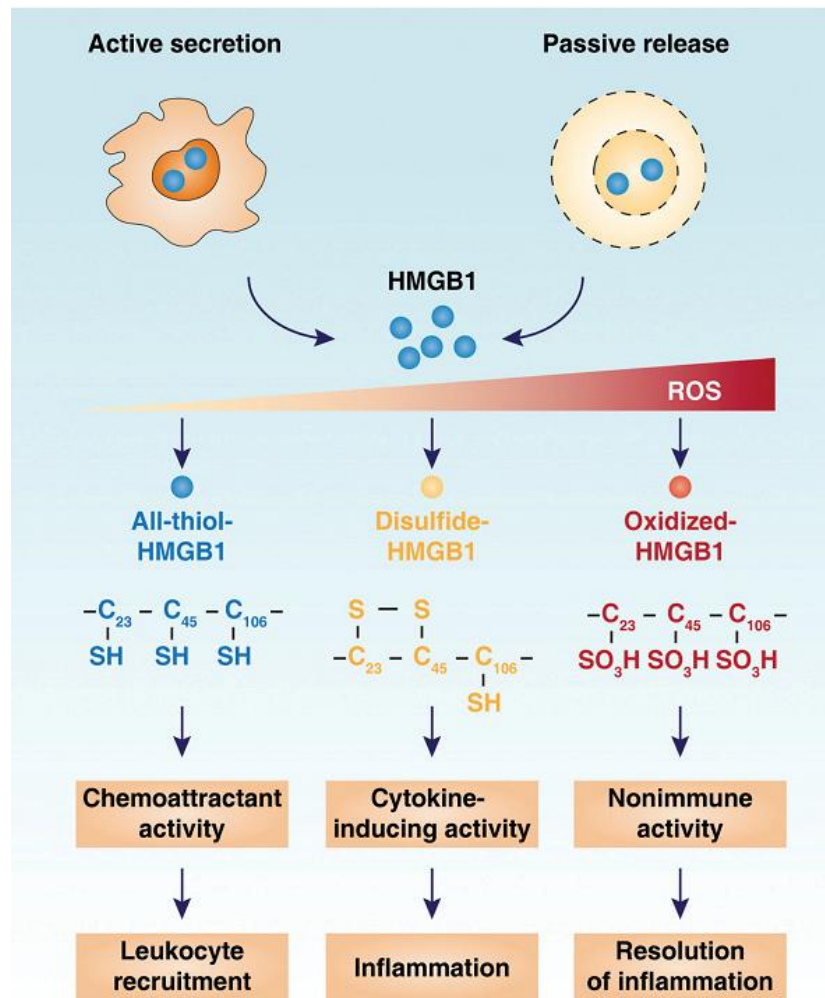 Active secretion
Passive release
HMGB1
ROS
All-thiol-
HMGB1
Disulfide-
HMGB1
Oxidized-
HMGB1
–C23 – C45 – C106 –
SH SH SH
S – S
–C23 – C45 – C106 –
SH
–C23 – C45 – C106 –
SO3H SO3H SO3H
Chemoattractant
activity
Cytokine-
inducing activity
Nonimmune
activity
Leukocyte
recruitment
Inflammation
Resolution
of inflammation